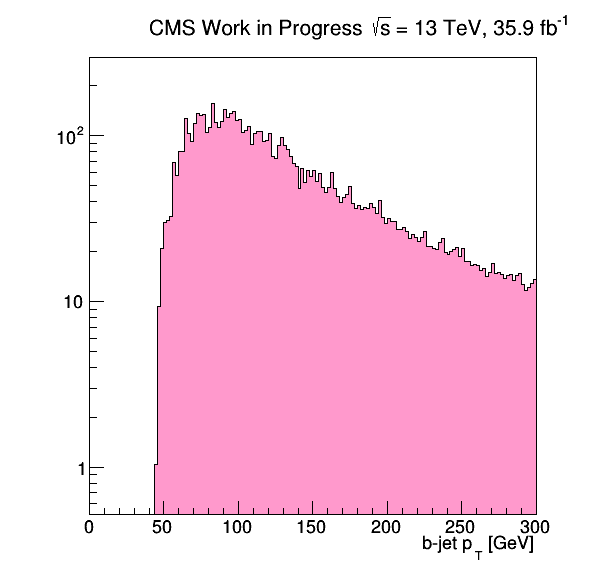 CMS Work in Progress √s = 13 TeV, 35.9 fb⁻¹
10²
10
1
0 50 100 150 200 250 300
b-jet p_T [GeV]